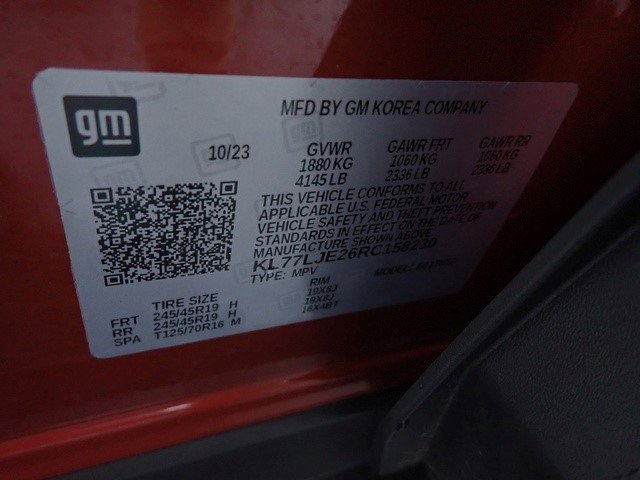 gm
MFD BY GM KOREA COMPANY
10/23 GVWR GAWR FRT GAWR RR
1880 KG 1060 KG 1060 KG
4145 LB 2336 LB 2336 LB
THIS VEHICLE CONFORMS TO ALL
APPLICABLE U.S. FEDERAL MOTOR
VEHICLE SAFETY AND THEFT PREVENTION
STANDARDS IN EFFECT ON THE DATE OF
MANUFACTURE SHOWN ABOVE.
KL77LJE26RC158230
TYPE: MPV MODEL:
TIRE SIZE RIM
FRT 245/45R19 H 19X8J
RR 245/45R19 H 19X8J
SPA T125/70R16 M 16X4BT